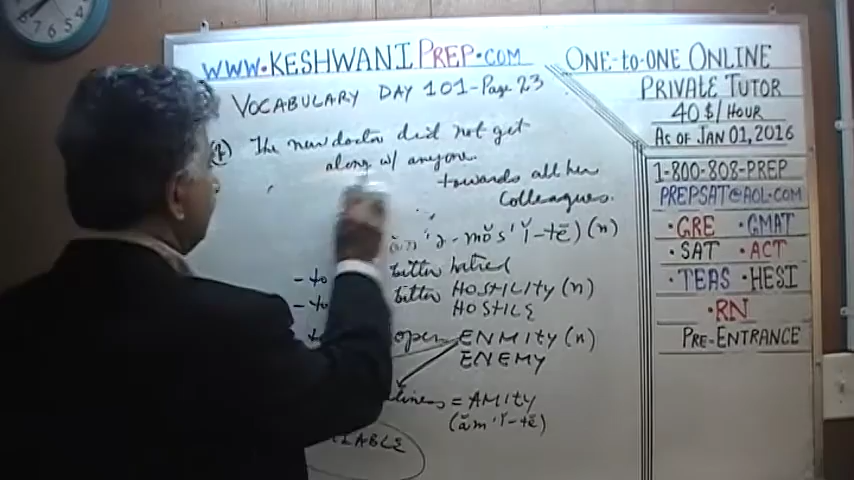 WWW.KESHWANIPREP.COM
VOCABULARY DAY 101-Page 23
The new doctor did not get
along w/ anyone.
towards all her
Colleagues.
ə-mŏs'ĭ-tē) (n)
- to
bitter hatred
bitter HOSTILITY (n)
HOSTILE
open ENMITY (n)
ENEMY
= AMITY
(ăm'ĭ-tē)
ONE-TO-ONE ONLINE
PRIVATE TUTOR
40$/HOUR
AS OF JAN 01, 2016
1-800-808-PREP
PREPSAT@AOL.COM
• GRE • GMAT
• SAT • ACT
• TEAS • HESI
• RN
PRE-ENTRANCE